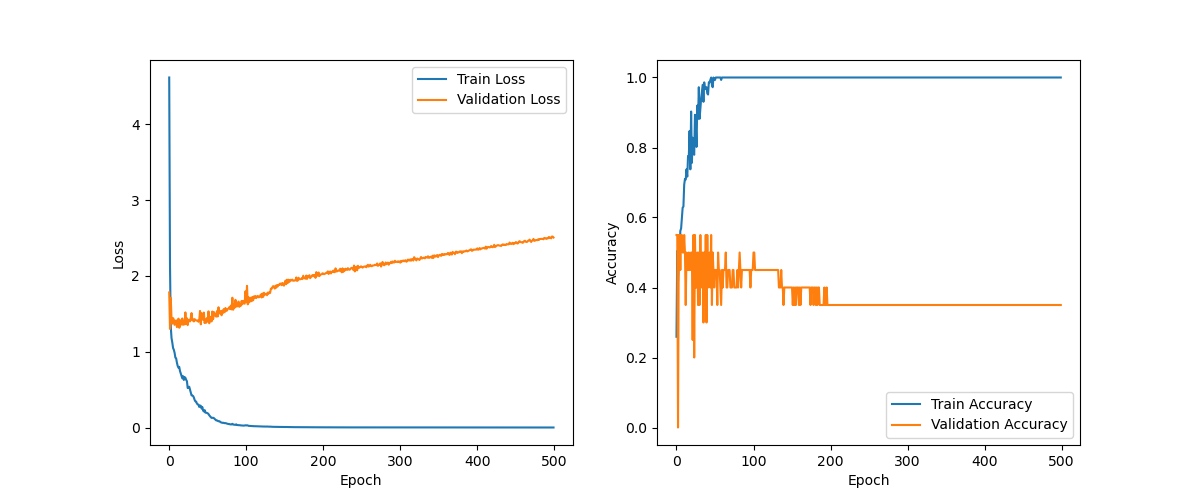 Train Loss
Validation Loss
4
3
2
1
0
Loss
0 100 200 300 400 500
Epoch
1.0
0.8
0.6
0.4
0.2
0.0
Accuracy
Train Accuracy
Validation Accuracy
0 100 200 300 400 500
Epoch